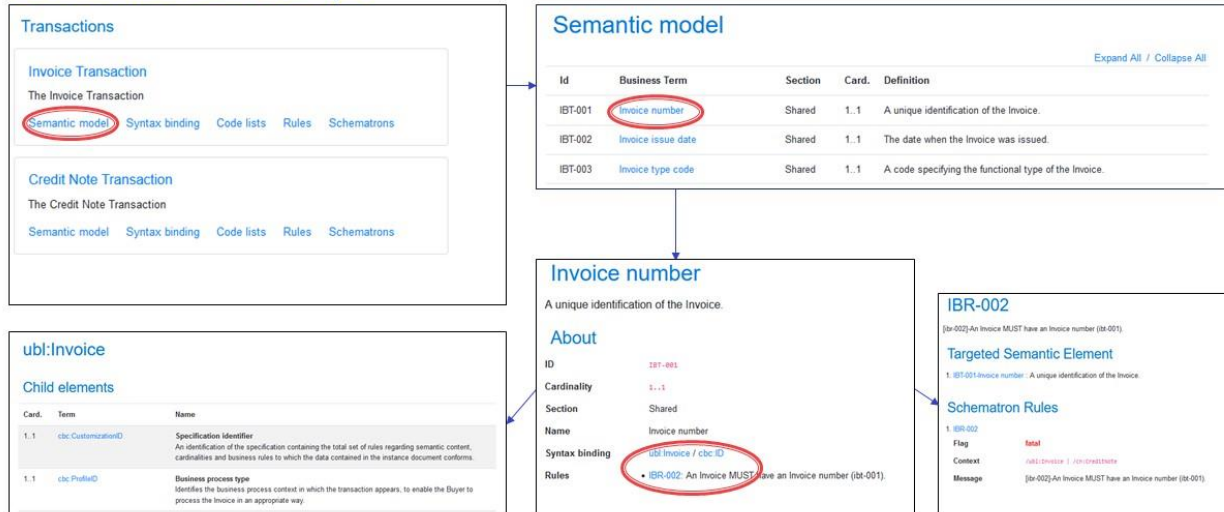 Transactions
Invoice Transaction
The Invoice Transaction
Semantic model Syntax binding Code lists Rules Schematrons
Credit Note Transaction
The Credit Note Transaction
Semantic model Syntax binding Code lists Rules Schematrons
Semantic model
Expand All / Collapse All
Id Business Term Section Card. Definition
IBT-001 Invoice number Shared 1..1 A unique identification of the Invoice.
IBT-002 Invoice issue date Shared 1..1 The date when the Invoice was issued.
IBT-003 Invoice type code Shared 1..1 A code specifying the functional type of the Invoice.
ubl:Invoice
Child elements
Card. Term Name
1..1 cbc:CustomizationID Specification identifier
An identification of the specification containing the total set of rules regarding semantic content,
cardinalities and business rules to which the data contained in the instance document conforms.
1..1 cbc:ProfileID Business process type
Identifies the business process context in which the transaction appears, to enable the Buyer to
process the Invoice in an appropriate way.
Invoice number
A unique identification of the Invoice.
About
ID IBT-001
Cardinality 1..1
Section Shared
Name Invoice number
Syntax binding ubl:Invoice / cbc:ID
Rules • IBR-002: An Invoice MUST have an Invoice number (ibt-001).
IBR-002
[ibr-002]-An Invoice MUST have an Invoice number (ibt-001).
Targeted Semantic Element
1. IBT-001-Invoice number : A unique identification of the Invoice.
Schematron Rules
1. IBR-002
Flag fatal
Context /ubl:Invoice | /cn:CreditNote
Message [ibr-002]-An Invoice MUST have an Invoice number (ibt-001).